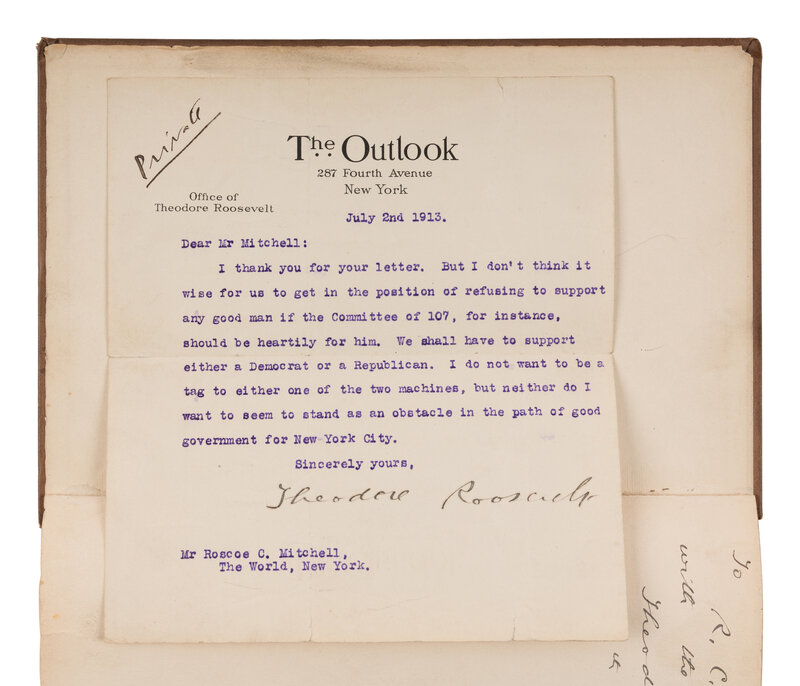 Private
The Outlook
287 Fourth Avenue
New York
Office of
Theodore Roosevelt
July 2nd 1913.
Dear Mr Mitchell:
I thank you for your letter. But I don't think it
wise for us to get in the position of refusing to support
any good man if the Committee of 107, for instance,
should be heartily for him. We shall have to support
either a Democrat or a Republican. I do not want to be a
tag to either one of the two machines, but neither do I
want to seem to stand as an obstacle in the path of good
government for New York City.
Sincerely yours,
Theodore Roosevelt
Mr Roscoe C. Mitchell,
The World, New York.
To R. C.
with the
Theod